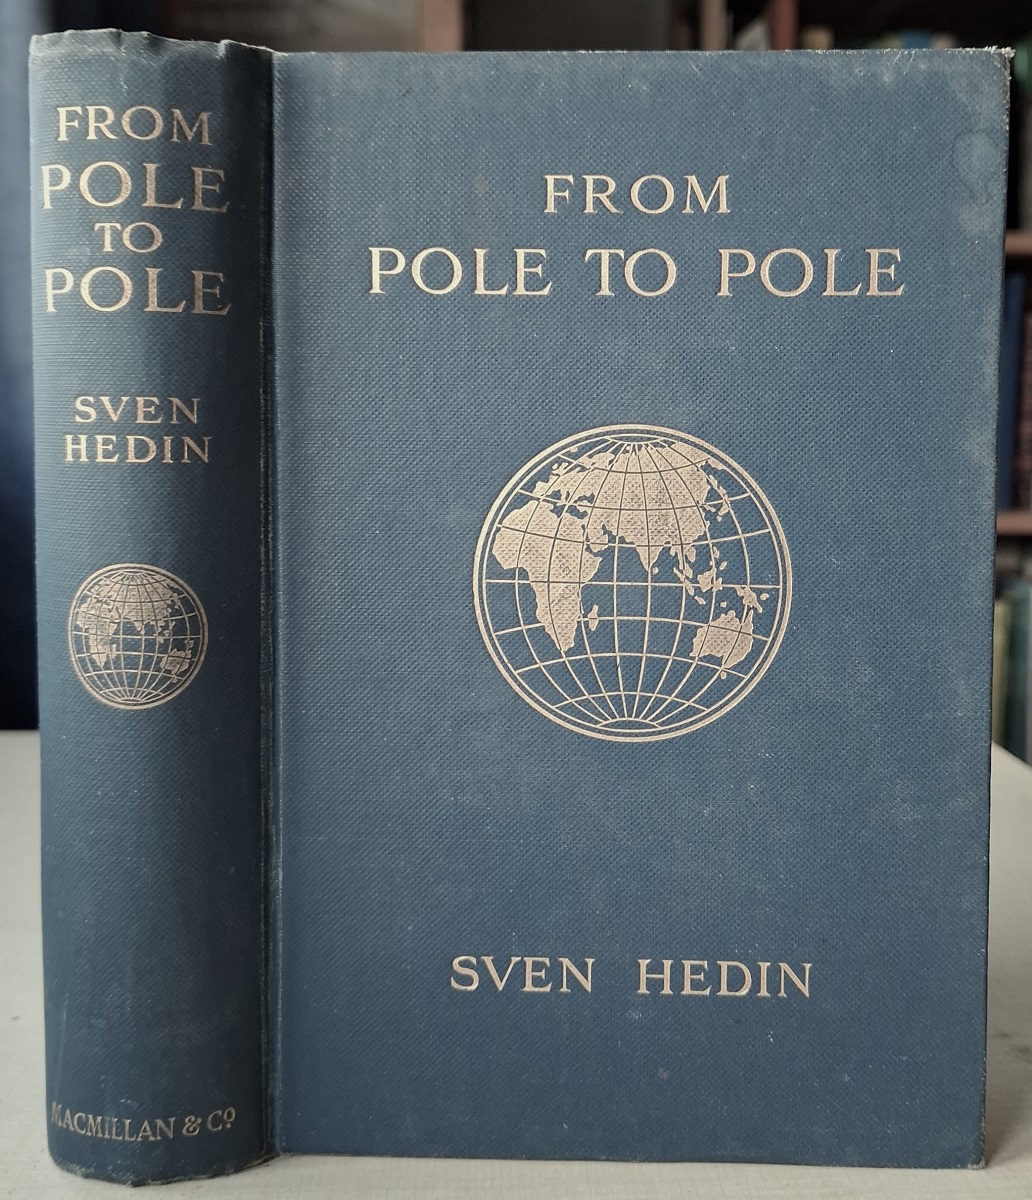 FROM
POLE
TO
POLE
SVEN
HEDIN
MACMILLAN & Cº
FROM
POLE TO POLE
SVEN HEDIN